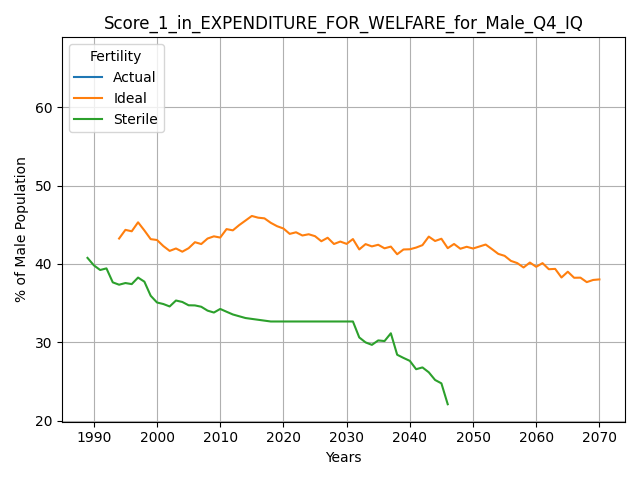 Score_1_in_EXPENDITURE_FOR_WELFARE_for_Male_Q4_IQ
Fertility
Actual
Ideal
Sterile
% of Male Population
60
50
40
30
20
1990 2000 2010 2020 2030 2040 2050 2060 2070
Years